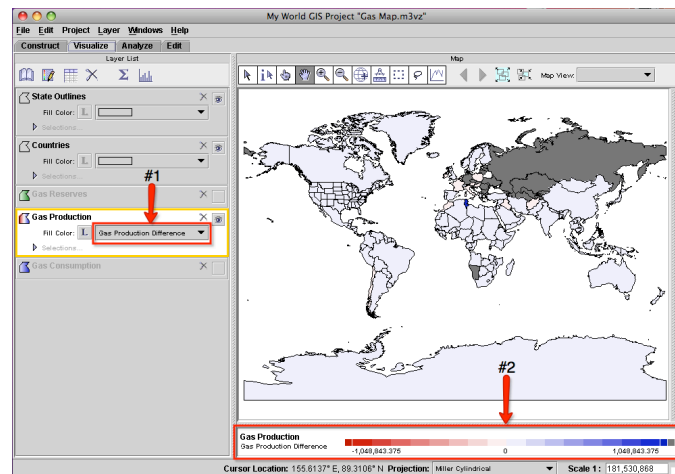 My World GIS Project "Gas Map.m3vz"
File Edit Project Layer Windows Help
Construct Visualize Analyze Edit
Layer List
Map
Map View:
State Outlines
Fill Color: L
Selections...
Countries
Fill Color: L
Selections...
#1
Gas Reserves
Gas Production
Fill Color: L Gas Production Difference
Selections...
Gas Consumption
#2
Gas Production
Gas Production Difference
-1,048,843.375 0 1,048,843.375
Cursor Location: 155.6137° E, 89.3106° N Projection: Miller Cylindrical Scale 1: 181,530,868